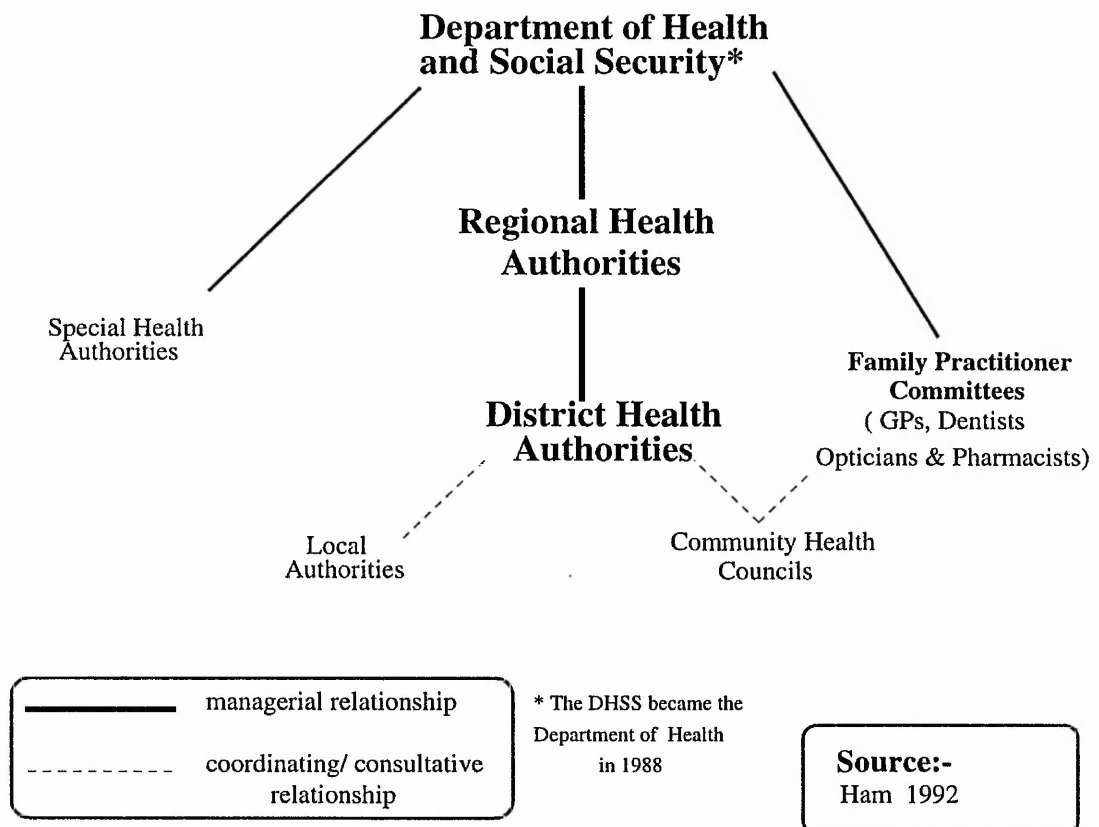 Department of Health
and Social Security*
Regional Health
Authorities
Special Health
Authorities
Family Practitioner
Committees
( GPs, Dentists
Opticians & Pharmacists)
District Health
Authorities
Local
Authorities
Community Health
Councils
managerial relationship
coordinating/ consultative
relationship
* The DHSS became the
Department of Health
in 1988
Source:-
Ham 1992